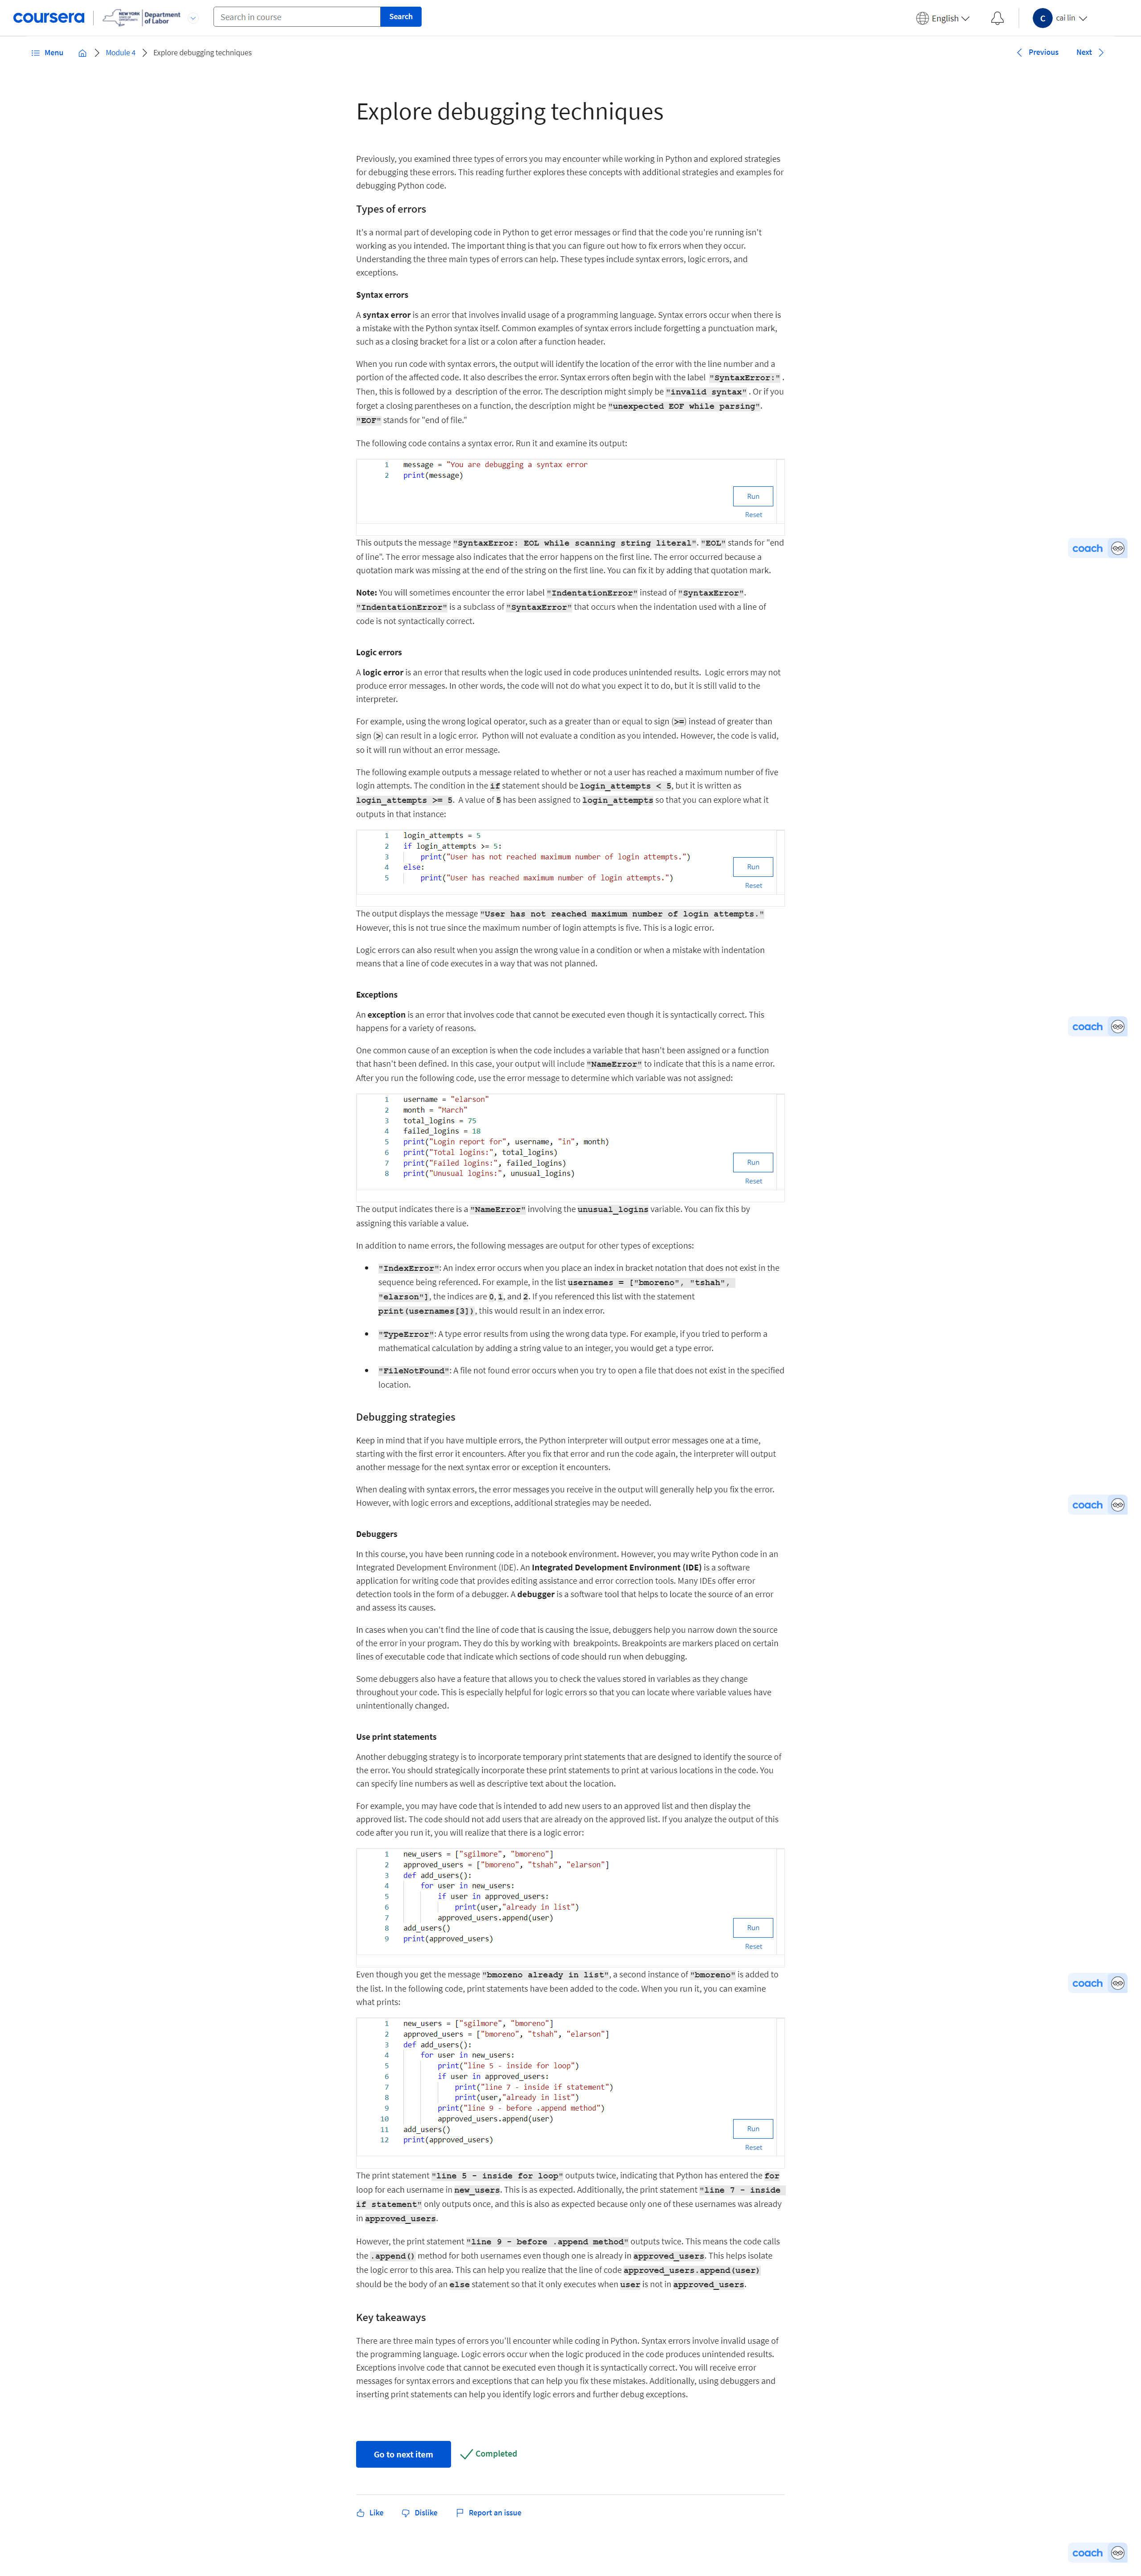 coursera
NEW YORK
Department of Labor
Search in course
Search
English
C
cai lin
Menu
Module 4
Explore debugging techniques
Previous
Next
Explore debugging techniques
Previously, you examined three types of errors you may encounter while working in Python and explored strategies
for debugging these errors. This reading further explores these concepts with additional strategies and examples for
debugging Python code.
Types of errors
It's a normal part of developing code in Python to get error messages or find that the code you're running isn't
working as you intended. The important thing is that you can figure out how to fix errors when they occur.
Understanding the three main types of errors can help. These types include syntax errors, logic errors, and
exceptions.
Syntax errors
A syntax error is an error that involves invalid usage of a programming language. Syntax errors occur when there is
a mistake with the Python syntax itself. Common examples of syntax errors include forgetting a punctuation mark,
such as a closing bracket for a list or a colon after a function header.
When you run code with syntax errors, the output will identify the location of the error with the line number and a
portion of the affected code. It also describes the error. Syntax errors often begin with the label "SyntaxError:" .
Then, this is followed by a description of the error. The description might simply be "invalid syntax" . Or if you
forget a closing parentheses on a function, the description might be "unexpected EOF while parsing".
"EOF" stands for "end of file."
The following code contains a syntax error. Run it and examine its output:
1 message = "You are debugging a syntax error
2 print(message)
Run
Reset
This outputs the message "SyntaxError: EOL while scanning string literal". "EOL" stands for "end
of line". The error message also indicates that the error happens on the first line. The error occurred because a
quotation mark was missing at the end of the string on the first line. You can fix it by adding that quotation mark.
coach
Note: You will sometimes encounter the error label "IndentationError" instead of "SyntaxError".
"IndentationError" is a subclass of "SyntaxError" that occurs when the indentation used with a line of
code is not syntactically correct.
Logic errors
A logic error is an error that results when the logic used in code produces unintended results. Logic errors may not
produce error messages. In other words, the code will not do what you expect it to do, but it is still valid to the
interpreter.
For example, using the wrong logical operator, such as a greater than or equal to sign (>=) instead of greater than
sign (>) can result in a logic error. Python will not evaluate a condition as you intended. However, the code is valid,
so it will run without an error message.
The following example outputs a message related to whether or not a user has reached a maximum number of five
login attempts. The condition in the if statement should be login_attempts < 5, but it is written as
login_attempts >= 5. A value of 5 has been assigned to login_attempts so that you can explore what it
outputs in that instance:
1 login_attempts = 5
2 if login_attempts >= 5:
3     print("User has not reached maximum number of login attempts.")
4 else:
5     print("User has reached maximum number of login attempts.")
Run
Reset
The output displays the message "User has not reached maximum number of login attempts."
However, this is not true since the maximum number of login attempts is five. This is a logic error.
Logic errors can also result when you assign the wrong value in a condition or when a mistake with indentation
means that a line of code executes in a way that was not planned.
Exceptions
An exception is an error that involves code that cannot be executed even though it is syntactically correct. This
happens for a variety of reasons.
coach
One common cause of an exception is when the code includes a variable that hasn't been assigned or a function
that hasn't been defined. In this case, your output will include "NameError" to indicate that this is a name error.
After you run the following code, use the error message to determine which variable was not assigned:
1 username = "elarson"
2 month = "March"
3 total_logins = 75
4 failed_logins = 18
5 print("Login report for", username, "in", month)
6 print("Total logins:", total_logins)
7 print("Failed logins:", failed_logins)
8 print("Unusual logins:", unusual_logins)
Run
Reset
The output indicates there is a "NameError" involving the unusual_logins variable. You can fix this by
assigning this variable a value.
In addition to name errors, the following messages are output for other types of exceptions:
• "IndexError": An index error occurs when you place an index in bracket notation that does not exist in the
sequence being referenced. For example, in the list usernames = ["bmoreno", "tshah",
"elarson"], the indices are 0, 1, and 2. If you referenced this list with the statement
print(usernames[3]), this would result in an index error.
• "TypeError": A type error results from using the wrong data type. For example, if you tried to perform a
mathematical calculation by adding a string value to an integer, you would get a type error.
• "FileNotFound": A file not found error occurs when you try to open a file that does not exist in the specified
location.
Debugging strategies
Keep in mind that if you have multiple errors, the Python interpreter will output error messages one at a time,
starting with the first error it encounters. After you fix that error and run the code again, the interpreter will output
another message for the next syntax error or exception it encounters.
When dealing with syntax errors, the error messages you receive in the output will generally help you fix the error.
However, with logic errors and exceptions, additional strategies may be needed.
coach
Debuggers
In this course, you have been running code in a notebook environment. However, you may write Python code in an
Integrated Development Environment (IDE). An Integrated Development Environment (IDE) is a software
application for writing code that provides editing assistance and error correction tools. Many IDEs offer error
detection tools in the form of a debugger. A debugger is a software tool that helps to locate the source of an error
and assess its causes.
In cases when you can't find the line of code that is causing the issue, debuggers help you narrow down the source
of the error in your program. They do this by working with breakpoints. Breakpoints are markers placed on certain
lines of executable code that indicate which sections of code should run when debugging.
Some debuggers also have a feature that allows you to check the values stored in variables as they change
throughout your code. This is especially helpful for logic errors so that you can locate where variable values have
unintentionally changed.
Use print statements
Another debugging strategy is to incorporate temporary print statements that are designed to identify the source of
the error. You should strategically incorporate these print statements to print at various locations in the code. You
can specify line numbers as well as descriptive text about the location.
For example, you may have code that is intended to add new users to an approved list and then display the
approved list. The code should not add users that are already on the approved list. If you analyze the output of this
code after you run it, you will realize that there is a logic error:
1 new_users = ["sgilmore", "bmoreno"]
2 approved_users = ["bmoreno", "tshah", "elarson"]
3 def add_users():
4     for user in new_users:
5         if user in approved_users:
6             print(user,"already in list")
7         approved_users.append(user)
8 add_users()
9 print(approved_users)
Run
Reset
Even though you get the message "bmoreno already in list", a second instance of "bmoreno" is added to
the list. In the following code, print statements have been added to the code. When you run it, you can examine
what prints:
coach
1 new_users = ["sgilmore", "bmoreno"]
2 approved_users = ["bmoreno", "tshah", "elarson"]
3 def add_users():
4     for user in new_users:
5         print("line 5 - inside for loop")
6         if user in approved_users:
7             print("line 7 - inside if statement")
8             print(user,"already in list")
9         print("line 9 - before .append method")
10         approved_users.append(user)
11 add_users()
12 print(approved_users)
Run
Reset
The print statement "line 5 - inside for loop" outputs twice, indicating that Python has entered the for
loop for each username in new_users. This is as expected. Additionally, the print statement "line 7 - inside
if statement" only outputs once, and this is also as expected because only one of these usernames was already
in approved_users.
However, the print statement "line 9 - before .append method" outputs twice. This means the code calls
the .append() method for both usernames even though one is already in approved_users. This helps isolate
the logic error to this area. This can help you realize that the line of code approved_users.append(user)
should be the body of an else statement so that it only executes when user is not in approved_users.
Key takeaways
There are three main types of errors you'll encounter while coding in Python. Syntax errors involve invalid usage of
the programming language. Logic errors occur when the logic produced in the code produces unintended results.
Exceptions involve code that cannot be executed even though it is syntactically correct. You will receive error
messages for syntax errors and exceptions that can help you fix these mistakes. Additionally, using debuggers and
inserting print statements can help you identify logic errors and further debug exceptions.
Go to next item
Completed
Like
Dislike
Report an issue
coach